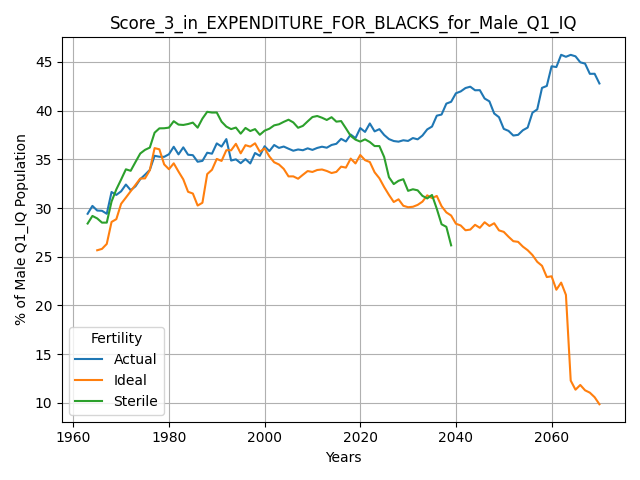 Score_3_in_EXPENDITURE_FOR_BLACKS_for_Male_Q1_IQ
% of Male Q1_IQ Population
45
40
35
30
25
20
15
10
Fertility
Actual
Ideal
Sterile
1960
1980
2000
2020
2040
2060
Years